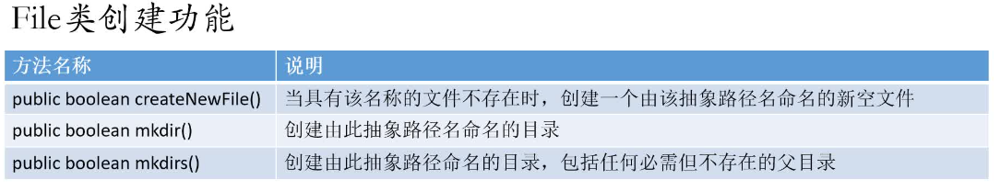 File类创建功能
方法名称 说明
public boolean createNewFile() 当具有该名称的文件不存在时，创建一个由该抽象路径名命名的新空文件
public boolean mkdir() 创建由此抽象路径名命名的目录
public boolean mkdirs() 创建由此抽象路径命名的目录，包括任何必需但不存在的父目录